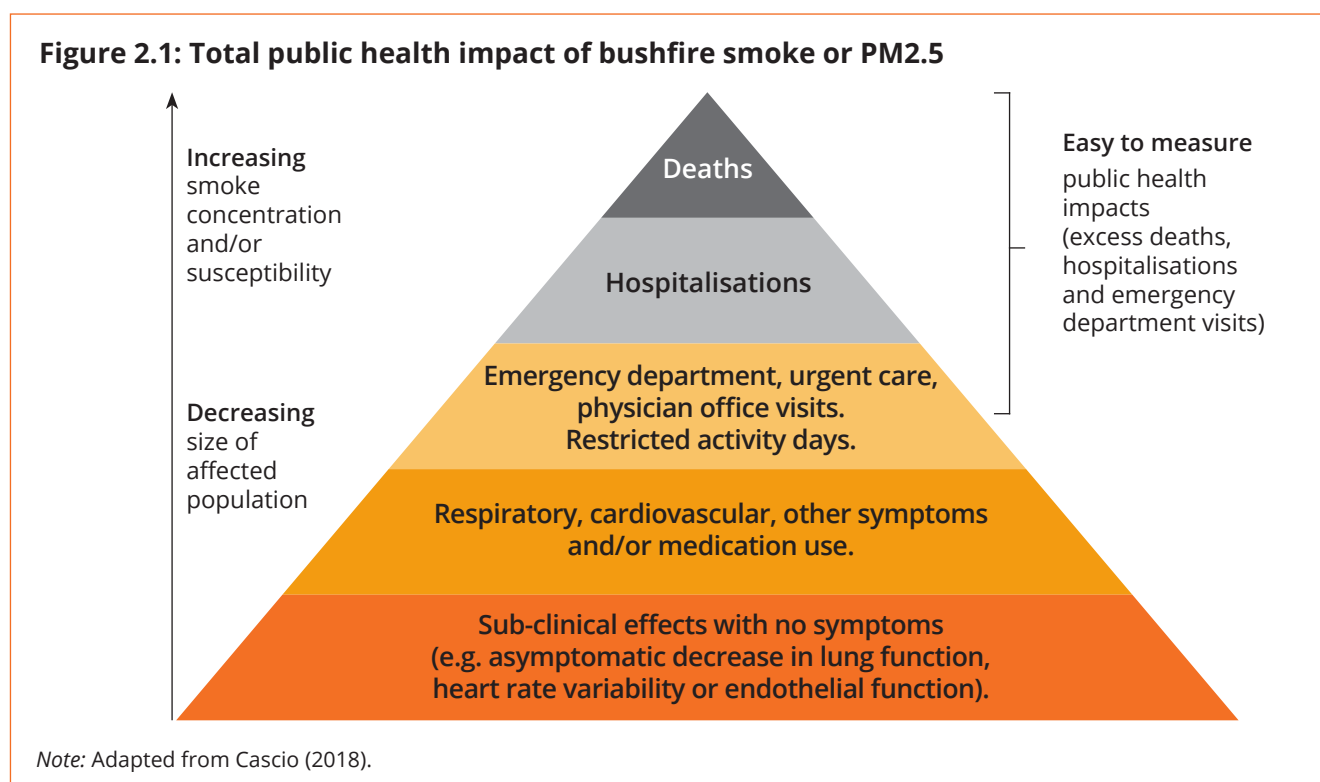 Figure 2.1: Total public health impact of bushfire smoke or PM2.5
Increasing
smoke
concentration
and/or
susceptibility
Decreasing
size of
affected
population
Deaths
Hospitalisations
Emergency department, urgent care,
physician office visits.
Restricted activity days.
Respiratory, cardiovascular, other symptoms
and/or medication use.
Sub-clinical effects with no symptoms
(e.g. asymptomatic decrease in lung function,
heart rate variability or endothelial function).
Easy to measure
public health
impacts
(excess deaths,
hospitalisations
and emergency
department visits)
Note: Adapted from Cascio (2018).